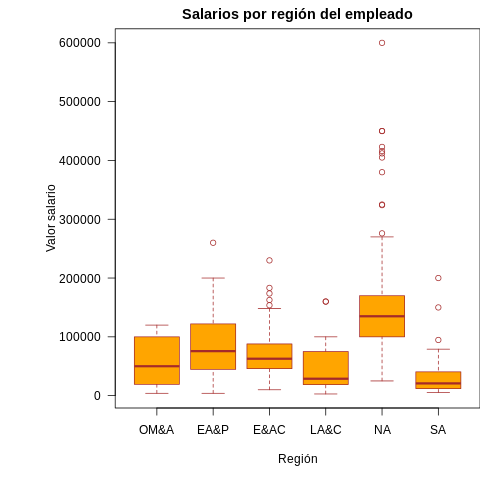 Salarios por región del empleado
600000
500000
400000
300000
200000
100000
0
Valor salario
OM&A EA&P E&AC LA&C NA SA
Región